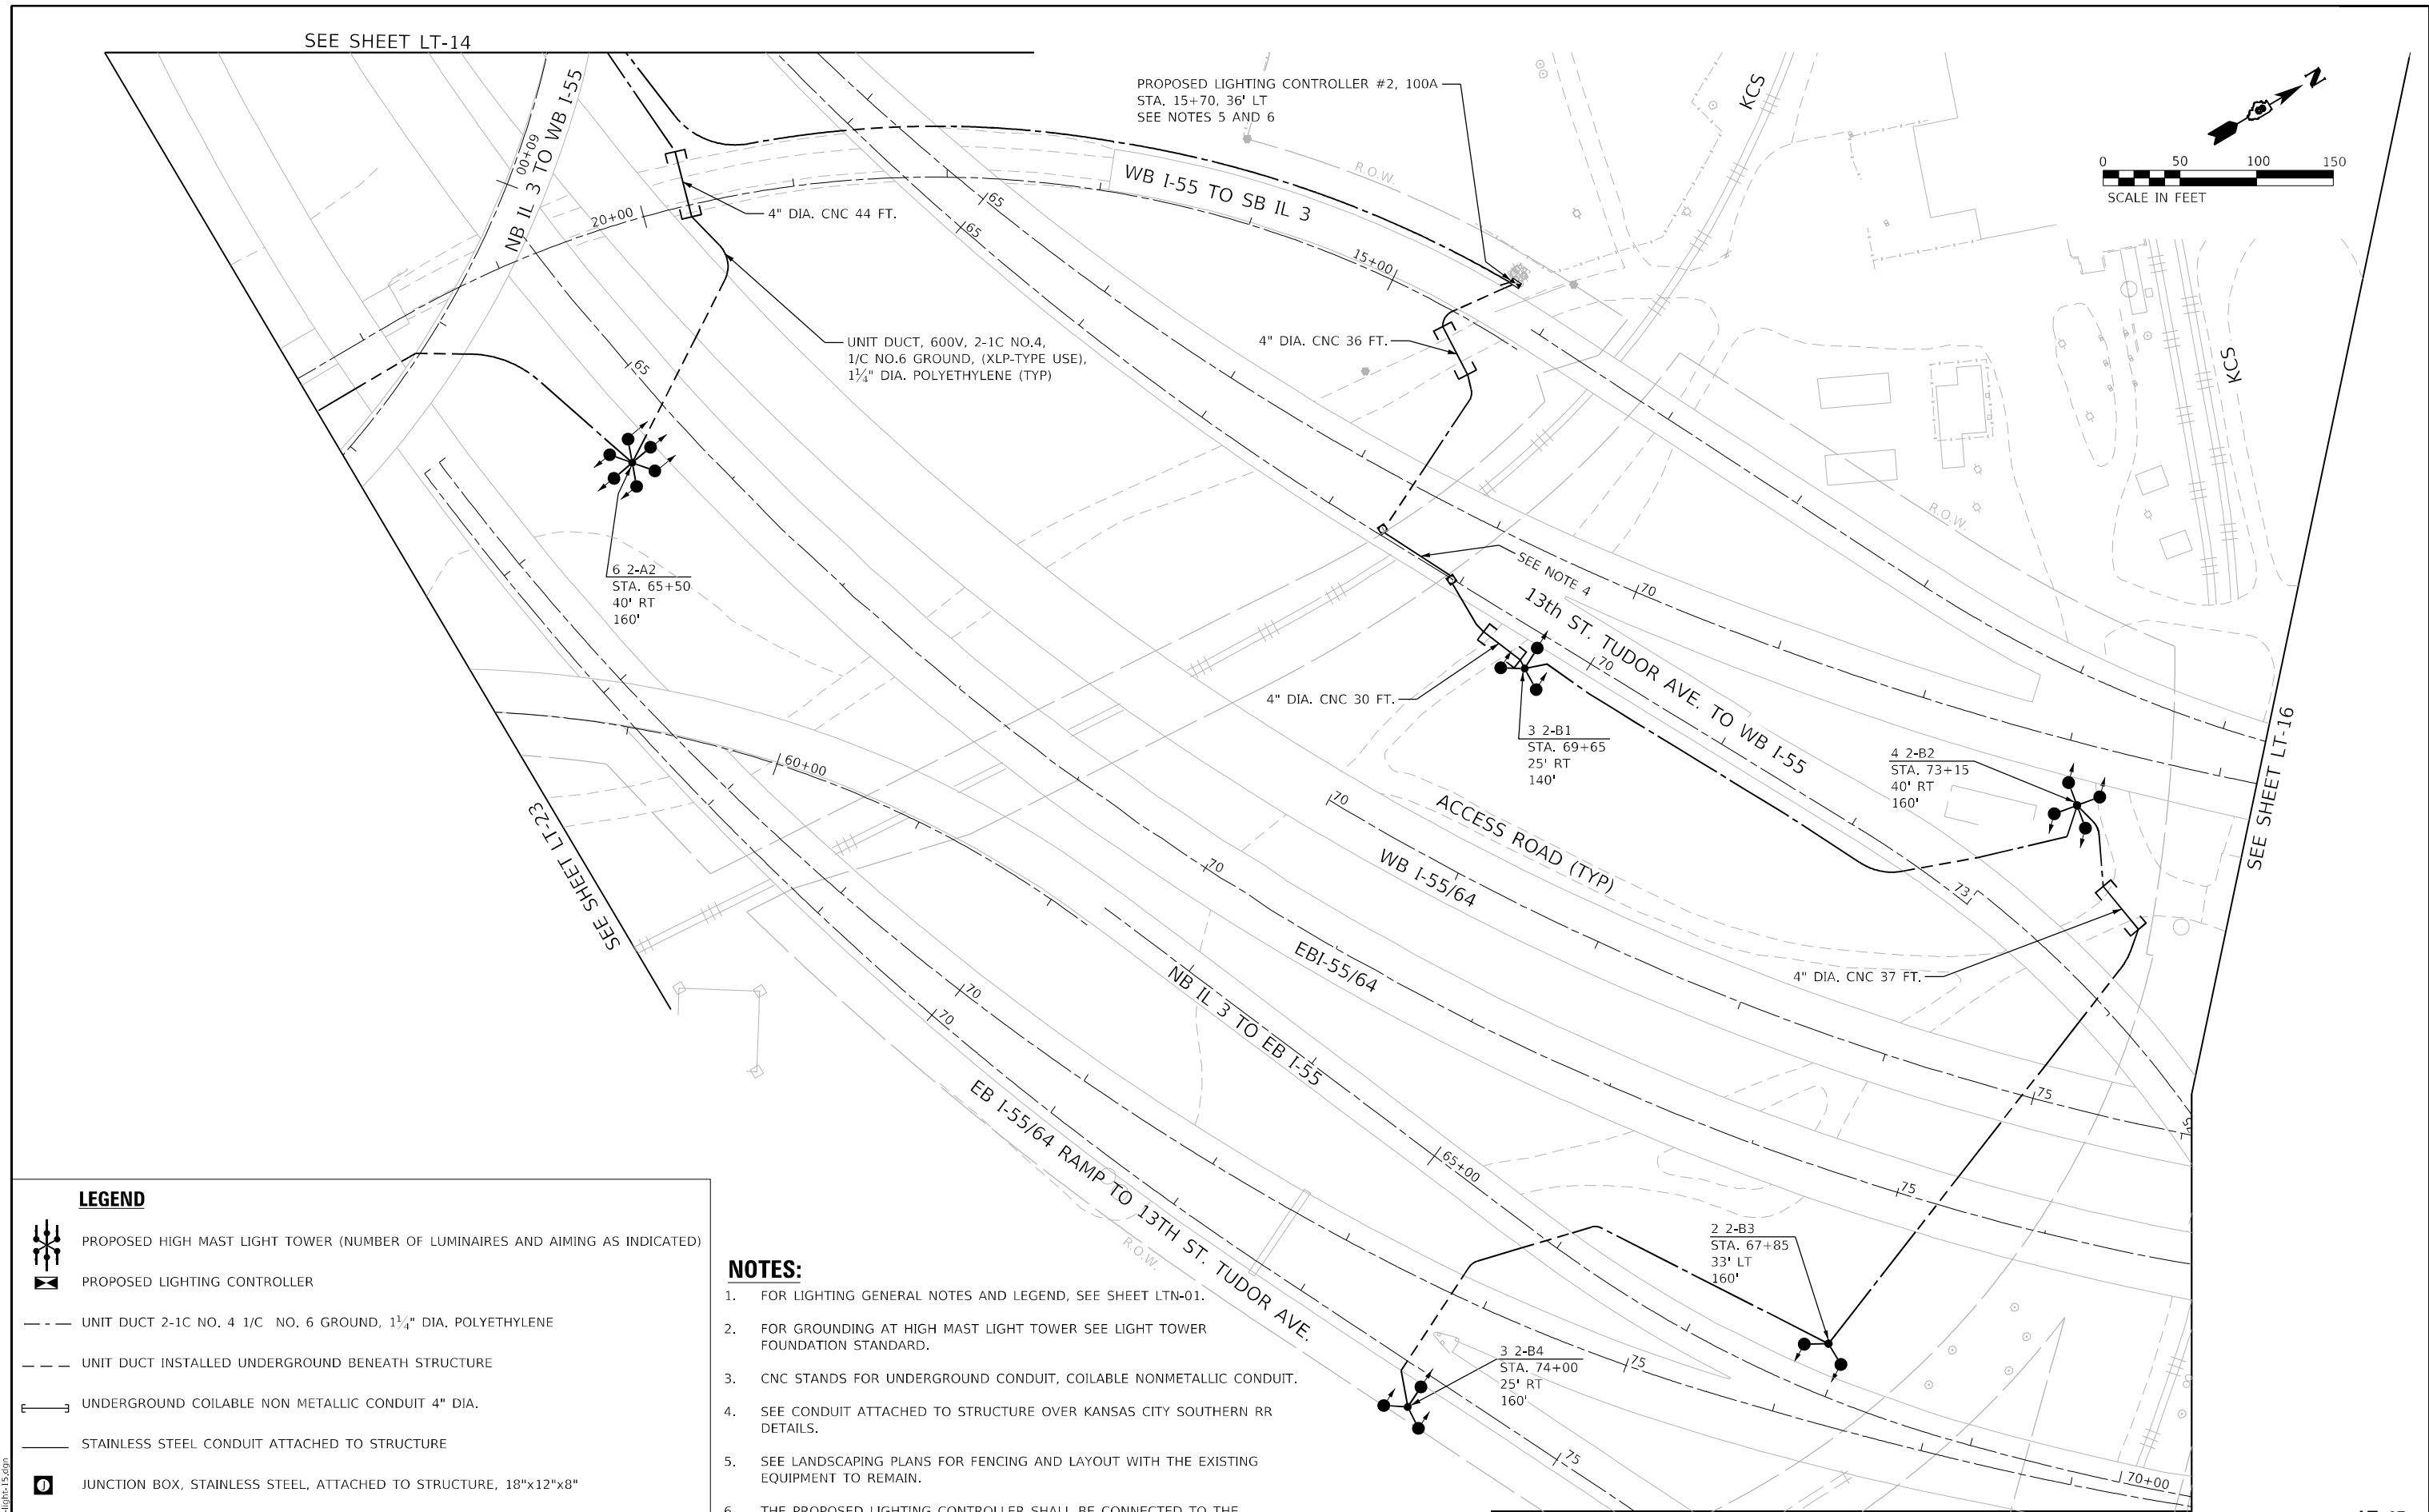 SEE SHEET LT-14
PROPOSED LIGHTING CONTROLLER #2, 100A
STA. 15+70, 36' LT
SEE NOTES 5 AND 6
KCS
N
0 50 100 150
SCALE IN FEET
NB IL 3 TO WB I-55
00+09
20+00
4" DIA. CNC 44 FT.
65
65
WB I-55 TO SB IL 3
R.O.W.
15+00
UNIT DUCT, 600V, 2-1C NO.4,
1/C NO.6 GROUND, (XLP-TYPE USE),
1¼" DIA. POLYETHYLENE (TYP)
4" DIA. CNC 36 FT.
65
KCS
R.O.W.
6 2-A2
STA. 65+50
40' RT
160'
SEE NOTE 4
70
13th ST. TUDOR AVE. TO WB I-55
70
4" DIA. CNC 30 FT.
3 2-B1
STA. 69+65
25' RT
140'
4 2-B2
STA. 73+15
40' RT
160'
SEE SHEET LT-16
60+00
SEE SHEET LT-23
70
ACCESS ROAD (TYP)
WB I-55/64
70
73
EBI-55/64
4" DIA. CNC 37 FT.
NB IL 3 TO EB I-55
70
70
75
75
EB I-55/64 RAMP TO 13TH ST. TUDOR AVE.
R.O.W.
65+00
75
2 2-B3
STA. 67+85
33' LT
160'
3 2-B4
STA. 74+00
25' RT
160'
75
75
70+00
LEGEND
PROPOSED HIGH MAST LIGHT TOWER (NUMBER OF LUMINAIRES AND AIMING AS INDICATED)
PROPOSED LIGHTING CONTROLLER
UNIT DUCT 2-1C NO. 4 1/C NO. 6 GROUND, 1¼" DIA. POLYETHYLENE
UNIT DUCT INSTALLED UNDERGROUND BENEATH STRUCTURE
UNDERGROUND COILABLE NON METALLIC CONDUIT 4" DIA.
STAINLESS STEEL CONDUIT ATTACHED TO STRUCTURE
J JUNCTION BOX, STAINLESS STEEL, ATTACHED TO STRUCTURE, 18"x12"x8"
NOTES:
1. FOR LIGHTING GENERAL NOTES AND LEGEND, SEE SHEET LTN-01.
2. FOR GROUNDING AT HIGH MAST LIGHT TOWER SEE LIGHT TOWER
FOUNDATION STANDARD.
3. CNC STANDS FOR UNDERGROUND CONDUIT, COILABLE NONMETALLIC CONDUIT.
4. SEE CONDUIT ATTACHED TO STRUCTURE OVER KANSAS CITY SOUTHERN RR
DETAILS.
5. SEE LANDSCAPING PLANS FOR FENCING AND LAYOUT WITH THE EXISTING
EQUIPMENT TO REMAIN.
6. THE PROPOSED LIGHTING CONTROLLER SHALL BE CONNECTED TO THE